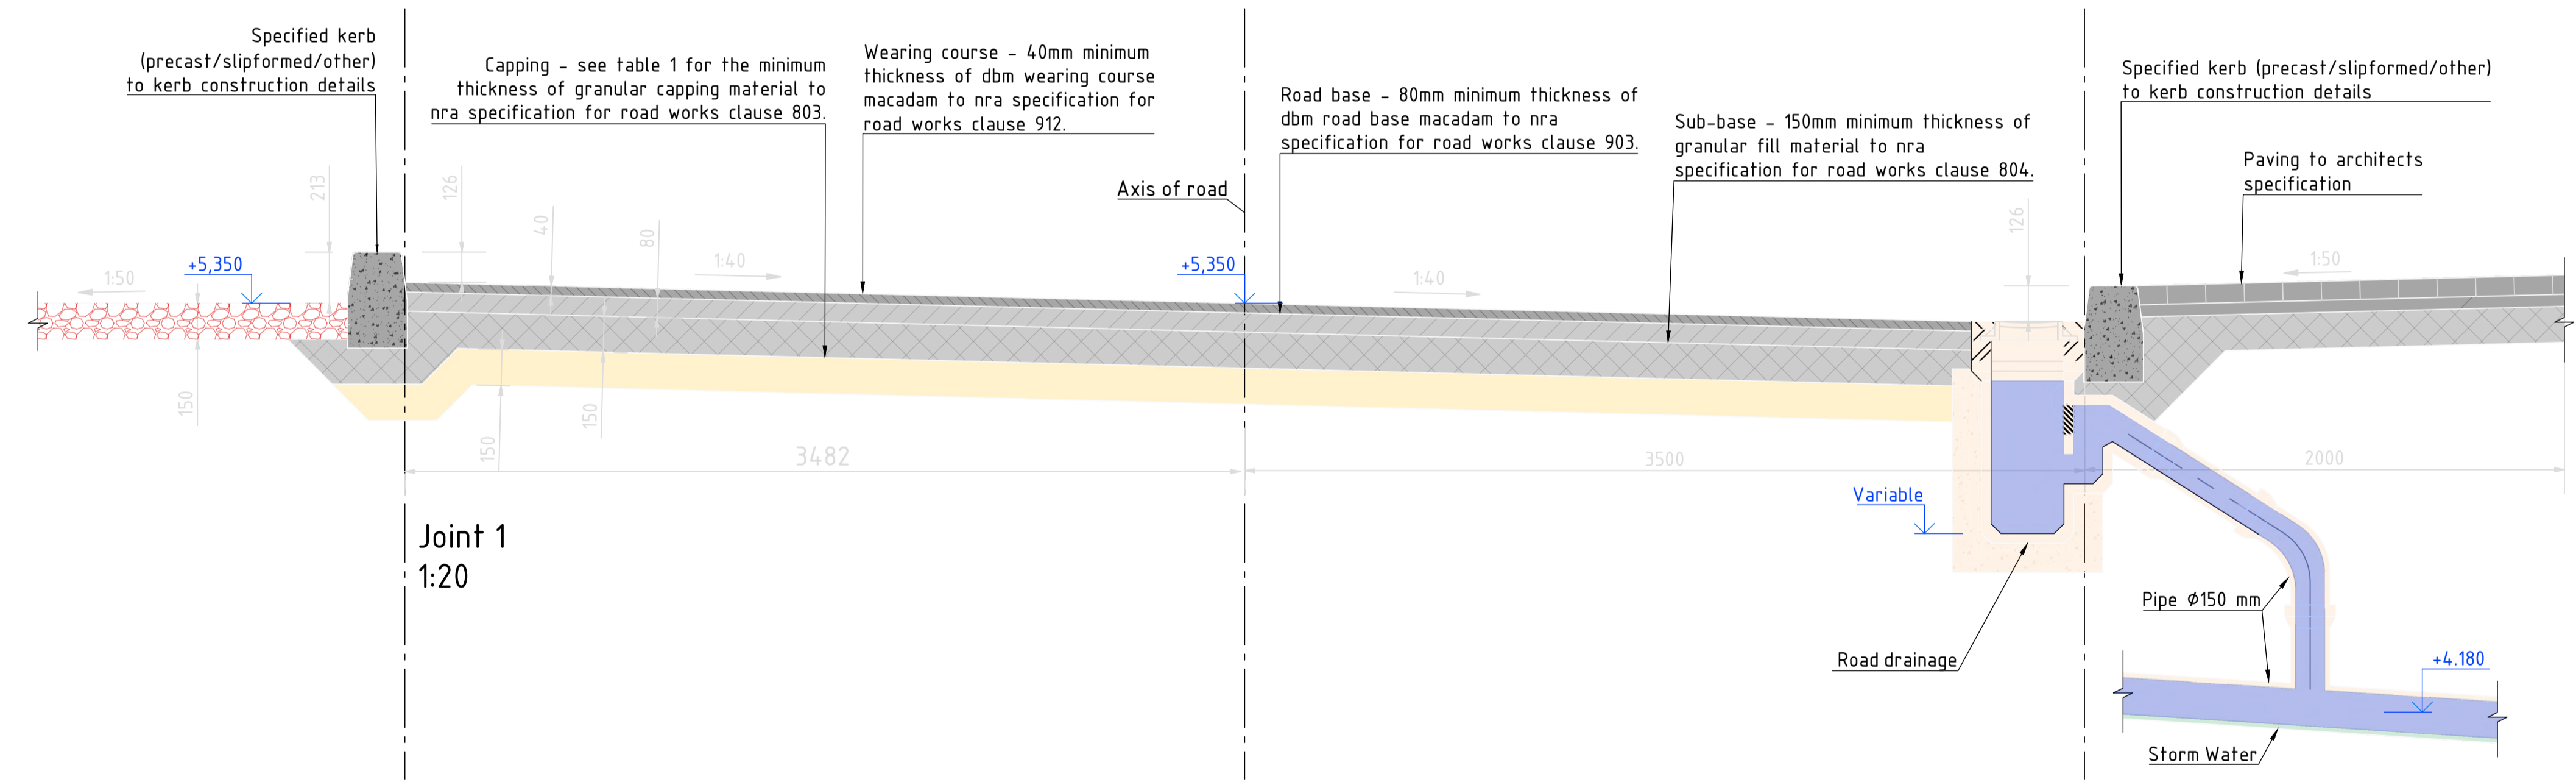 Specified kerb
(precast/slipformed/other)
to kerb construction details
Capping - see table 1 for the minimum
thickness of granular capping material to
nra specification for road works clause 803.
Wearing course - 40mm minimum
thickness of dbm wearing course
macadam to nra specification for
road works clause 912.
Road base - 80mm minimum thickness of
dbm road base macadam to nra
specification for road works clause 903.
Sub-base - 150mm minimum thickness of
granular fill material to nra
specification for road works clause 804.
Specified kerb (precast/slipformed/other)
to kerb construction details
Paving to architects
specification
Axis of road
213
126
40
80
126
1:50
+5,350
1:40
+5,350
1:40
1:50
150
150
150
3482
3500
2000
Variable
Joint 1
1:20
Pipe Ø150 mm
Road drainage
+4.180
Storm Water